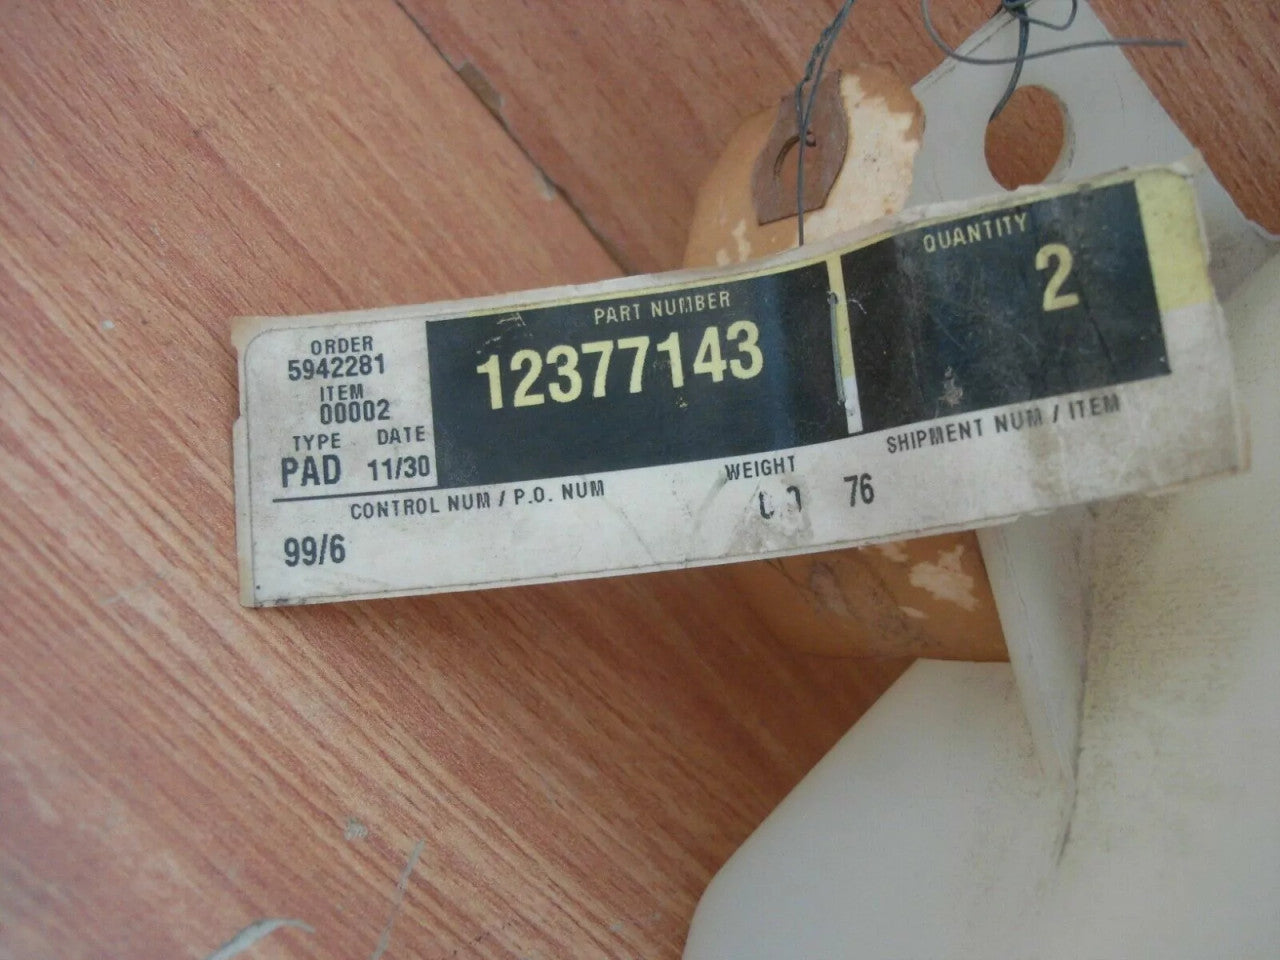 ORDER
5942281
ITEM
00002
TYPE DATE
PAD 11/30
PART NUMBER
12377143
QUANTITY
2
CONTROL NUM / P.O. NUM
99/6
WEIGHT
76
SHIPMENT NUM / ITEM